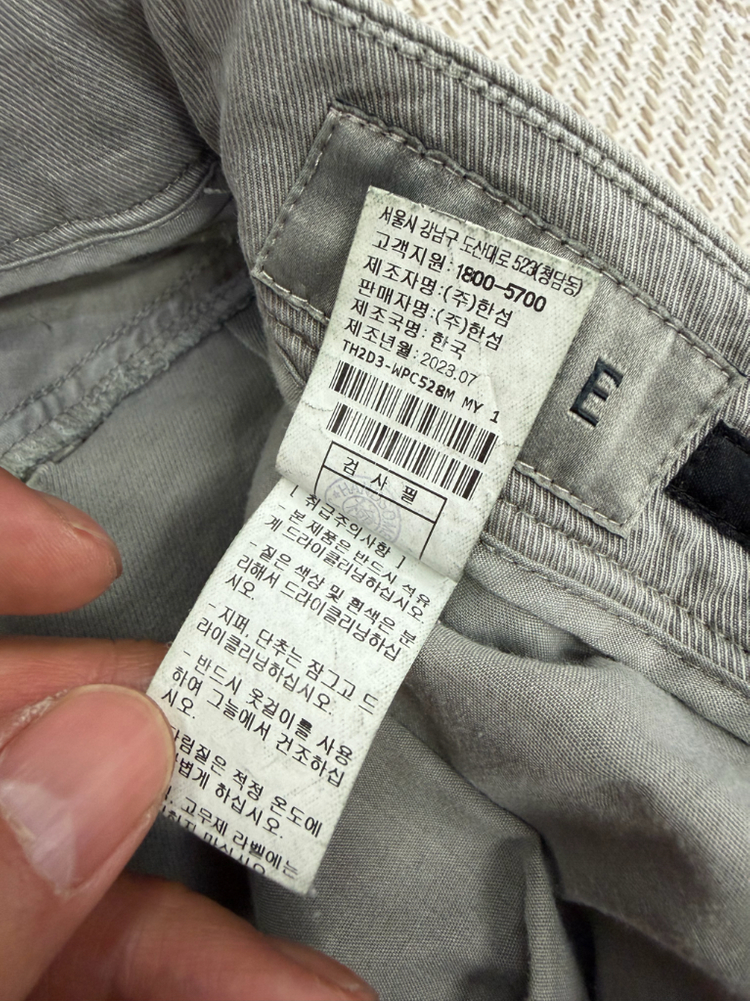 서울시 강남구 도산대로 523(청담동)
고객지원 : 1800-5700
제조자명 : (주)한섬
판매자명 : (주)한섬
제조국명 : 한국
제조년월 : 2023.07
TH2D3-WPC528M MY 1
검 사 필
[ 취급주의사항 ]
본 제품은 반드시 석유
계 드라이클리닝하십시오
- 짙은 색상 및 흰색은 분
리해서 드라이클리닝하십
시오.
- 지퍼, 단추는 잠그고 드
라이클리닝하십시오.
- 반드시 옷걸이를 사용
하여 그늘에서 건조하십
시오.
다림질은 적정 온도에
하십시오.
고무제 라벨에는
마십시오
E